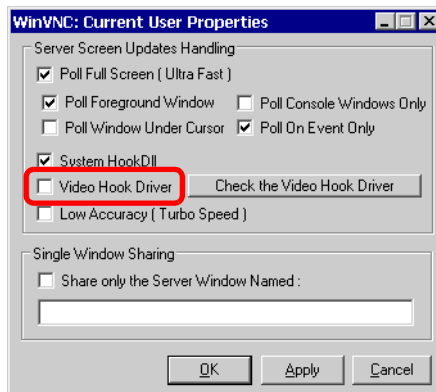 WinVNC: Current User Properties
Server Screen Updates Handling
Poll Full Screen ( Ultra Fast )
Poll Foreground Window Poll Console Windows Only
Poll Window Under Cursor Poll On Event Only
System HookDll
Video Hook Driver Check the Video Hook Driver
Low Accuracy ( Turbo Speed )
Single Window Sharing
Share only the Server Window Named :
OK Apply Cancel